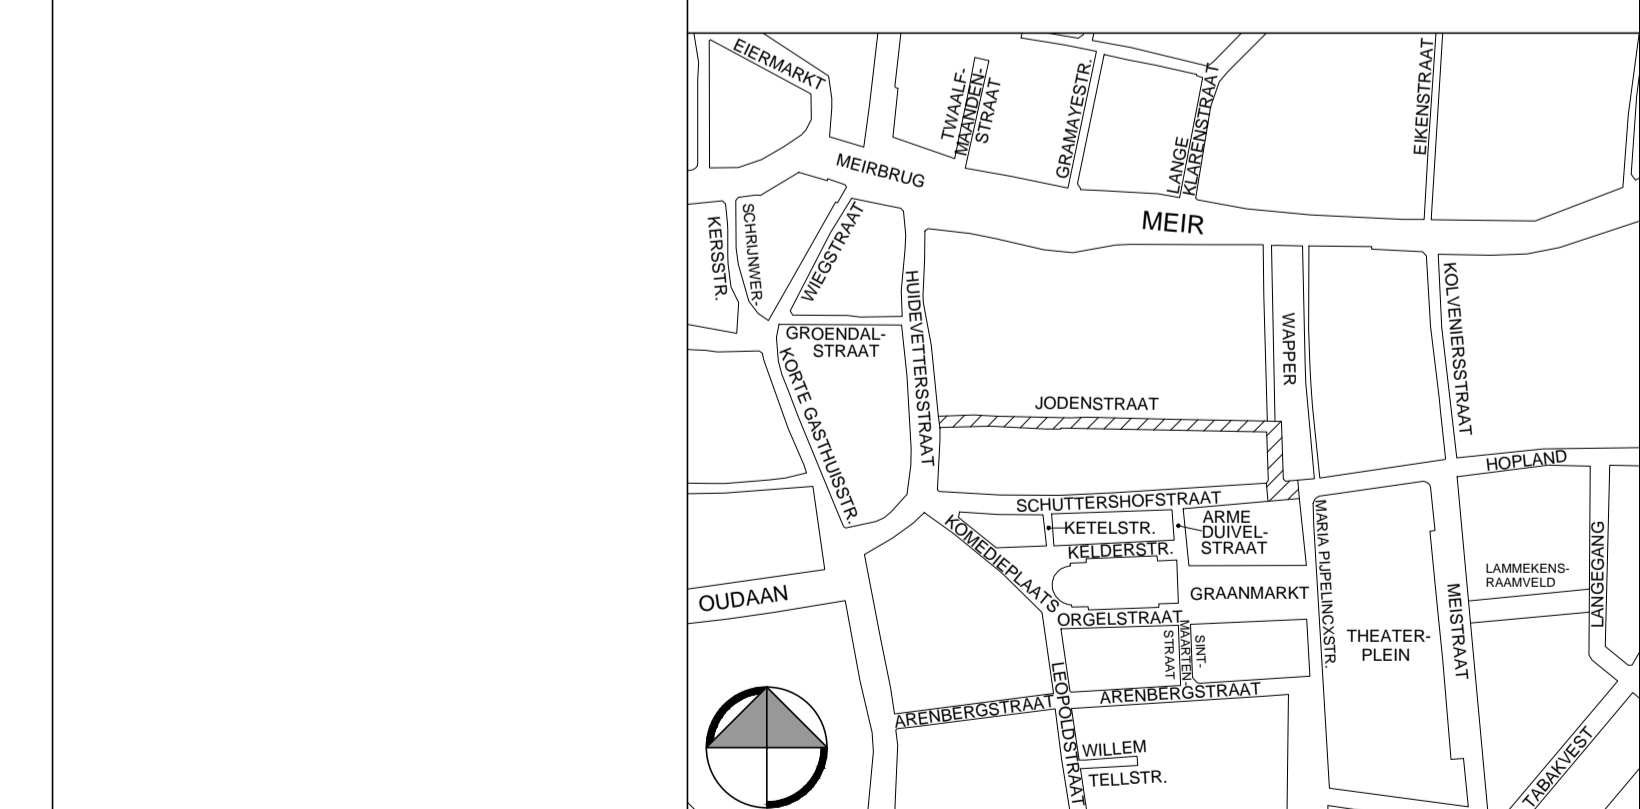 EIERMARKT
TWAALF-
MAANDEN-
STRAAT
GRAMAYESTR.
LANGE
KLARENSTRAAT
EIKENSTRAAT
MEIRBRUG
MEIR
KERSSTR.
SCHRIJNWER-
WIEGSTRAAT
HUIDEVETTERSSTRAAT
GROENDAL-
STRAAT
KORTE GASTHUISSTR.
WAPPER
KOLVENIERSSTRAAT
JODENSTRAAT
HOPLAND
SCHUTTERSHOFSTRAAT
KETELSTR.
ARME
DUIVEL-
STRAAT
KELDERSTR.
KOMEDIEPLAATS
GRAANMARKT
MARIA PIJPELINCXSTR.
LAMMEKENS-
RAAMVELD
LANGEGANG
OUDAAN
ORGELSTRAAT
SINT-
MAARTEN-
STRAAT
THEATER-
PLEIN
MEISTRAAT
LEOPOLDSTRAAT
ARENBERGSTRAAT
ARENBERGSTRAAT
WILLEM
TELLSTR.
TABAKVEST